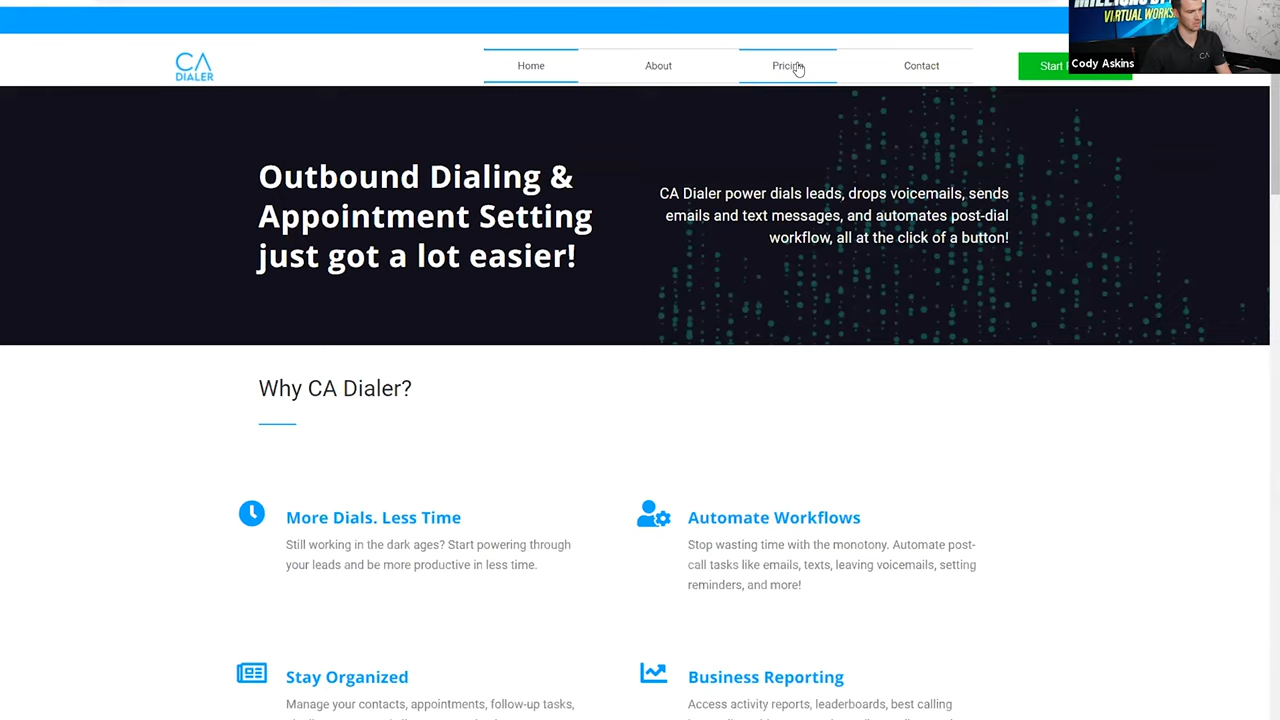 VIRTUAL WORKS
Cody Askins
CA
DIALER
Home
About
Pricing
Contact
Start
Outbound Dialing &
Appointment Setting
just got a lot easier!
CA Dialer power dials leads, drops voicemails, sends
emails and text messages, and automates post-dial
workflow, all at the click of a button!
Why CA Dialer?
More Dials. Less Time
Still working in the dark ages? Start powering through
your leads and be more productive in less time.
Automate Workflows
Stop wasting time with the monotony. Automate post-
call tasks like emails, texts, leaving voicemails, setting
reminders, and more!
Stay Organized
Manage your contacts, appointments, follow-up tasks,
Business Reporting
Access activity reports, leaderboards, best calling